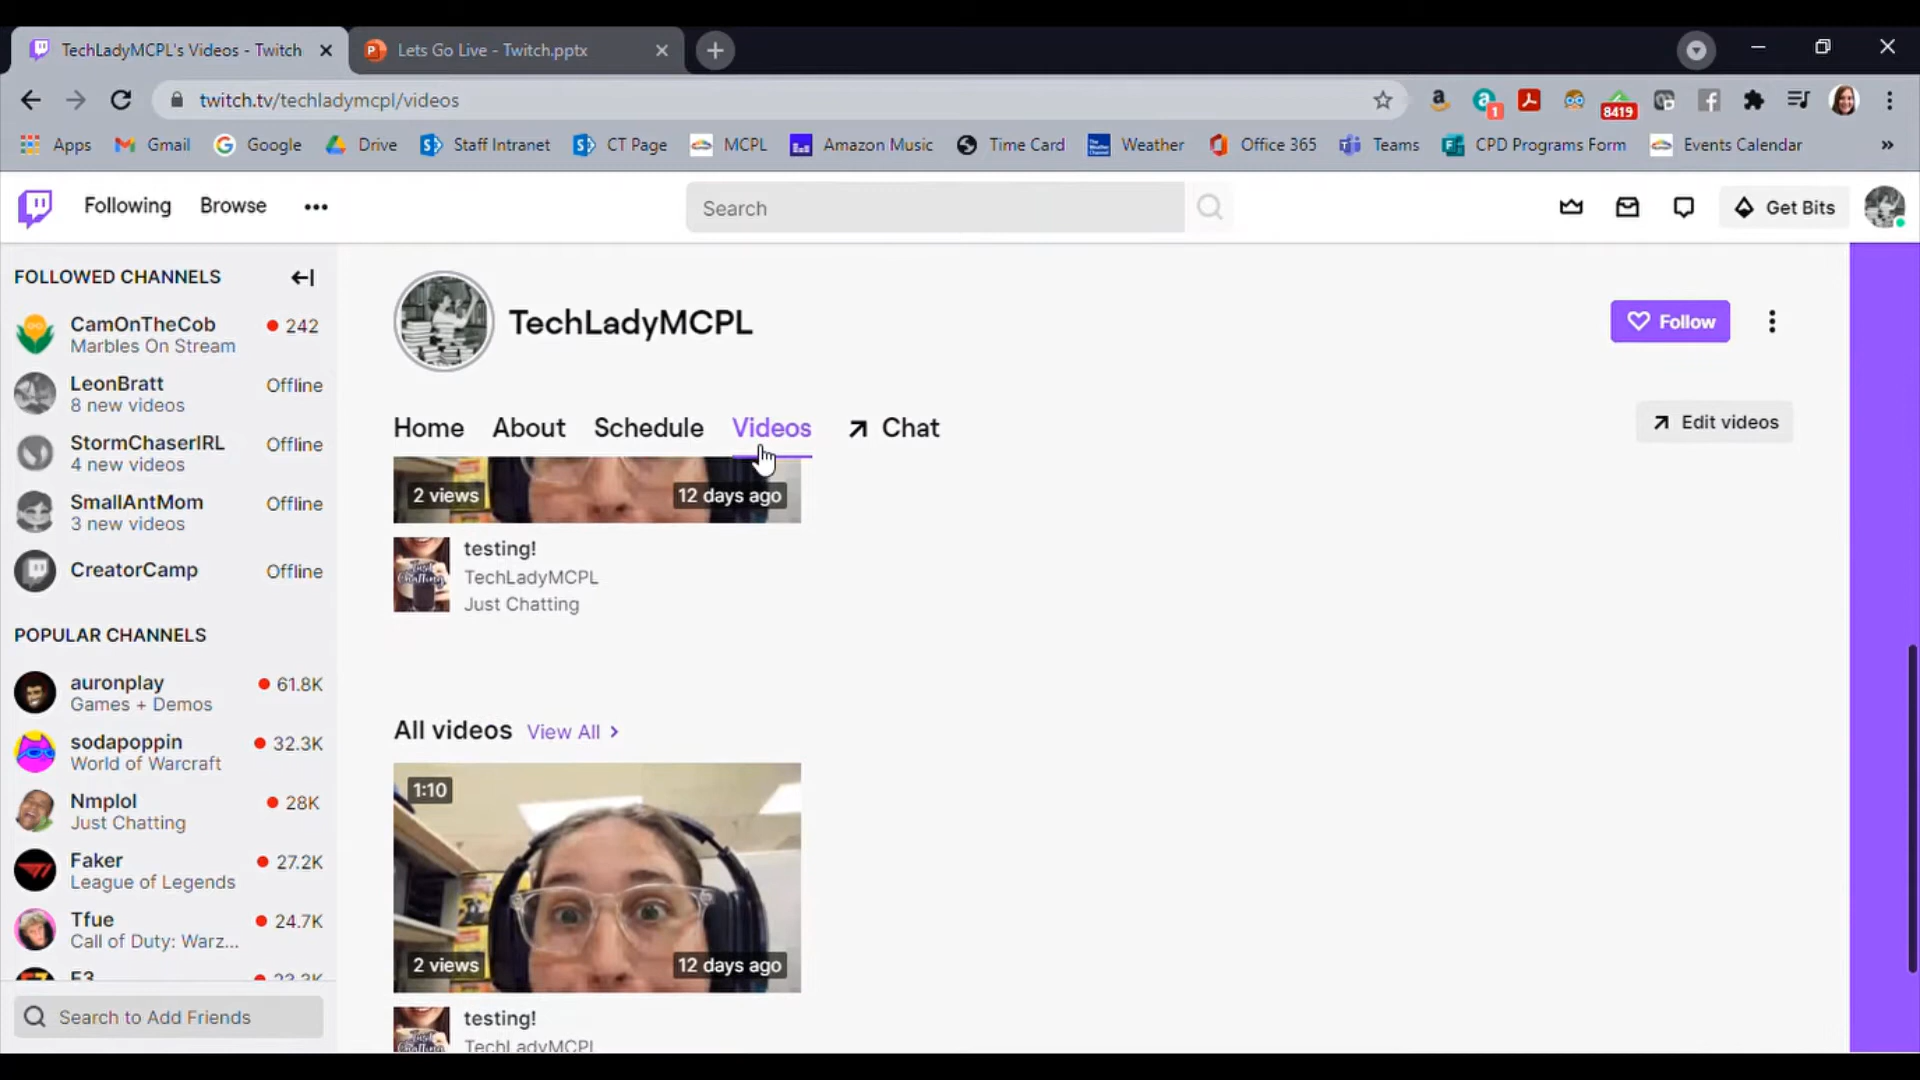 TechLadyMCPL's Videos - Twitch
Lets Go Live - Twitch.pptx
twitch.tv/techladymcpl/videos
1
8419
Apps
Gmail
Google
Drive
Staff Intranet
CT Page
MCPL
Amazon Music
Time Card
Weather
Office 365
Teams
CPD Programs Form
Events Calendar
»
Following
Browse
Search
Get Bits
FOLLOWED CHANNELS
CamOnTheCob
242
Marbles On Stream
LeonBratt
Offline
8 new videos
StormChaserIRL
Offline
4 new videos
SmallAntMom
Offline
3 new videos
CreatorCamp
Offline
POPULAR CHANNELS
auronplay
61.8K
Games + Demos
sodapoppin
32.3K
World of Warcraft
Nmplol
28K
Just Chatting
Faker
27.2K
League of Legends
Tfue
24.7K
Call of Duty: Warz...
Search to Add Friends
TechLadyMCPL
Follow
Home
About
Schedule
Videos
Chat
Edit videos
2 views
12 days ago
Just Chatting
testing!
TechLadyMCPL
Just Chatting
All videos
View All
1:10
2 views
12 days ago
testing!
TechLadyMCPL